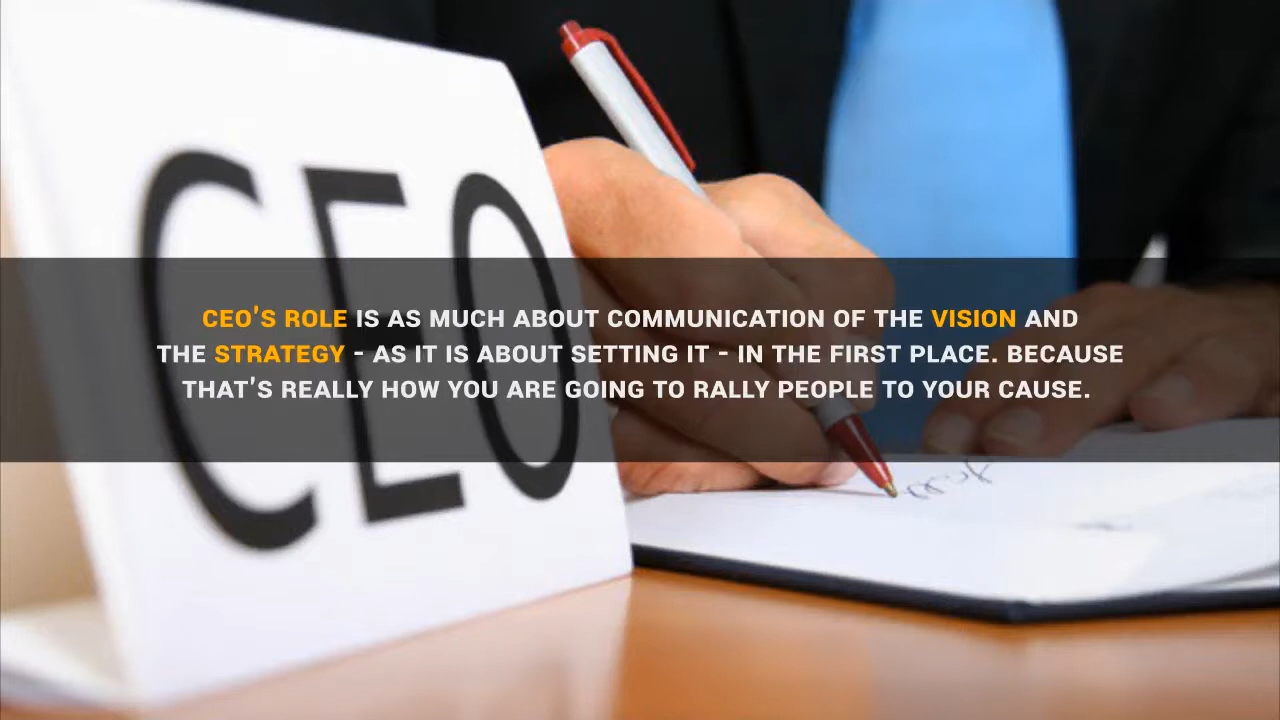 CEO
CEO'S ROLE IS AS MUCH ABOUT COMMUNICATION OF THE VISION AND
THE STRATEGY - AS IT IS ABOUT SETTING IT - IN THE FIRST PLACE. BECAUSE
THAT'S REALLY HOW YOU ARE GOING TO RALLY PEOPLE TO YOUR CAUSE.